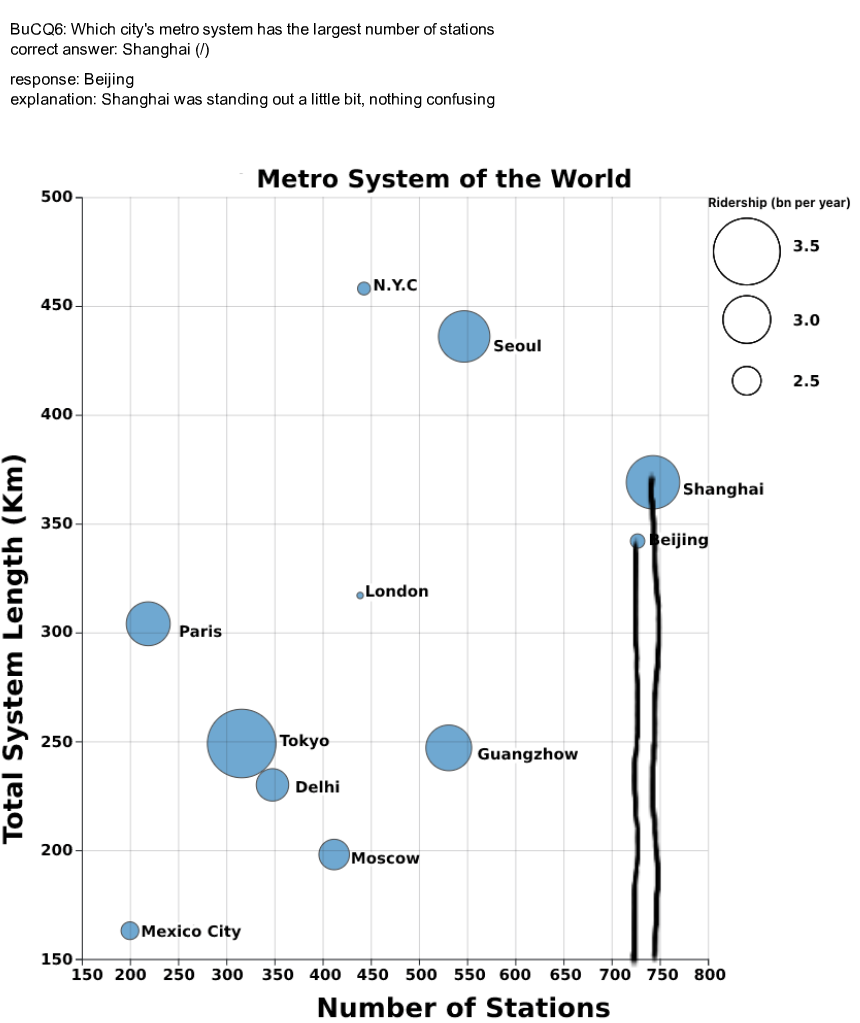 BuCQ6: Which city's metro system has the largest number of stations
correct answer: Shanghai (/)
response: Beijing
explanation: Shanghai was standing out a little bit, nothing confusing
Metro System of the World
Ridership (bn per year)
3.5
3.0
2.5
500
450
400
350
300
250
200
150
Total System Length (Km)
N.Y.C
Seoul
Shanghai
Beijing
London
Paris
Tokyo
Guangzhow
Delhi
Moscow
Mexico City
150 200 250 300 350 400 450 500 550 600 650 700 750 800
Number of Stations